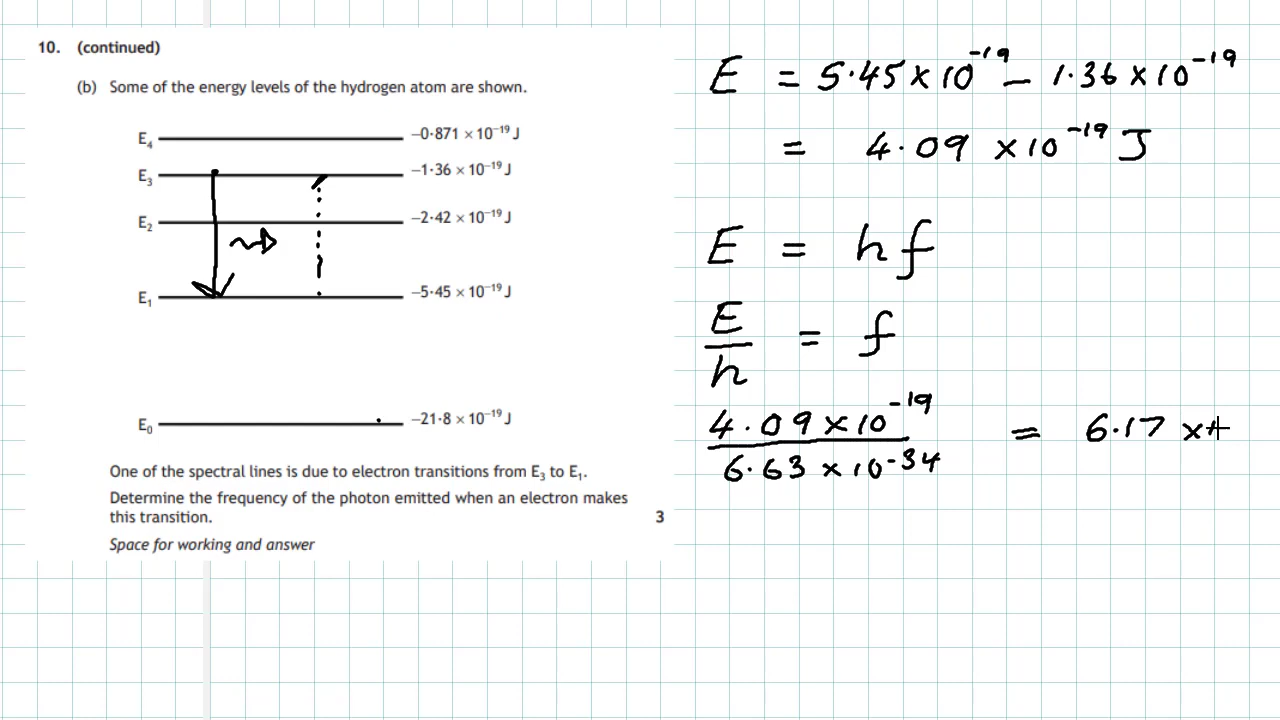 10. (continued)
(b) Some of the energy levels of the hydrogen atom are shown.
E₄ −0·871 × 10⁻¹⁹ J
E₃ −1·36 × 10⁻¹⁹ J
E₂ −2·42 × 10⁻¹⁹ J
E₁ −5·45 × 10⁻¹⁹ J
E₀ −21·8 × 10⁻¹⁹ J
One of the spectral lines is due to electron transitions from E₃ to E₁.
Determine the frequency of the photon emitted when an electron makes
this transition.
3
Space for working and answer
E = 5·45 × 10⁻¹⁹ − 1·36 × 10⁻¹⁹
= 4·09 × 10⁻¹⁹ J
E = hf
E/h = f
4·09 × 10⁻¹⁹ / 6·63 × 10⁻³⁴ = 6·17 ×